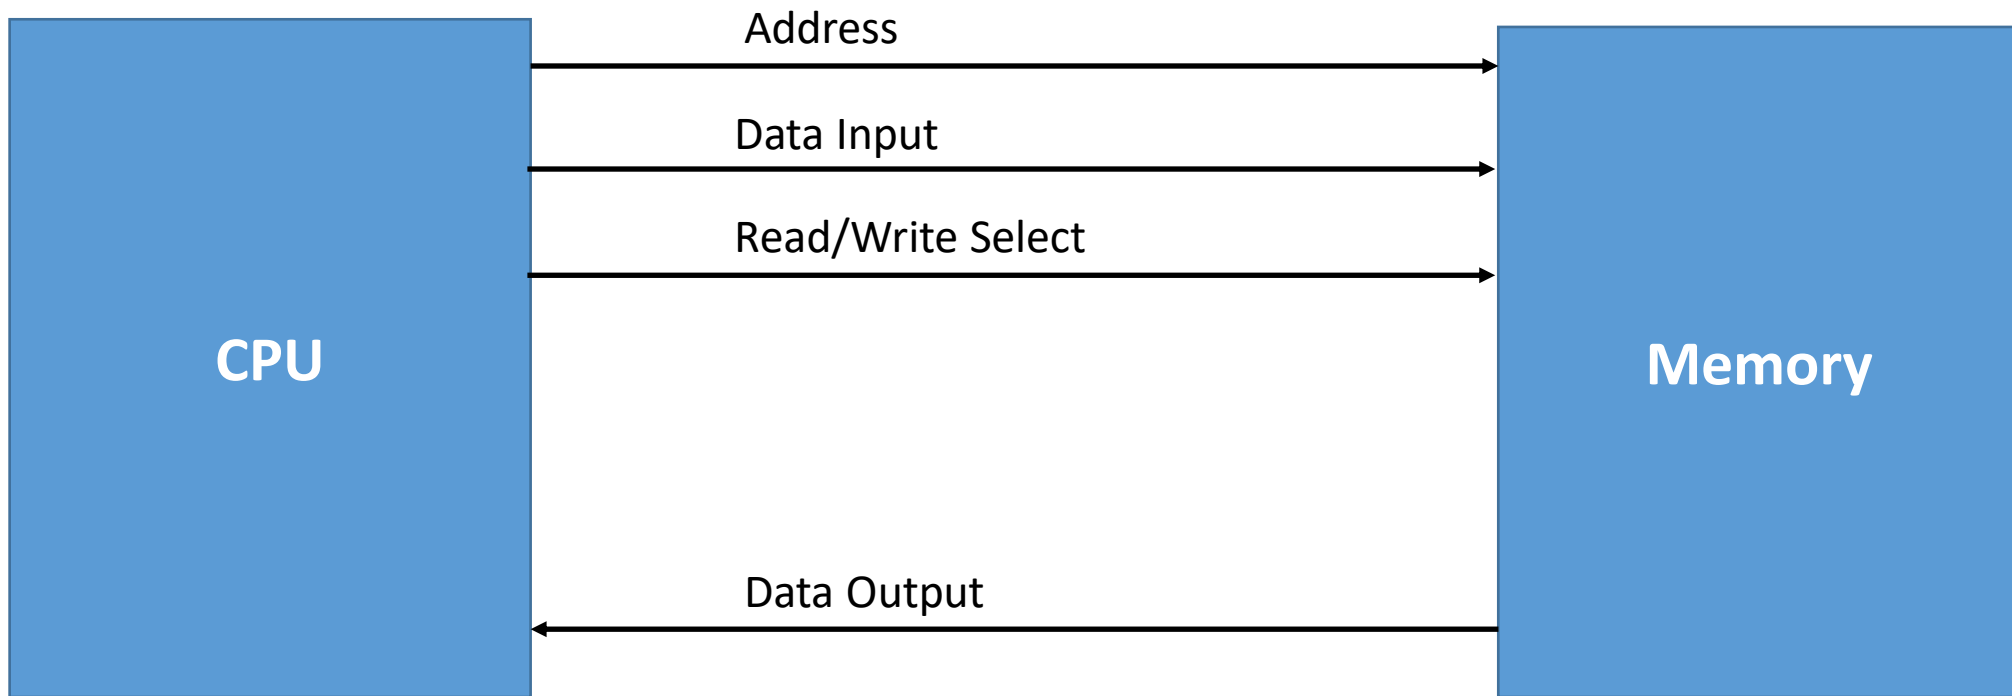 Address
Data Input
Read/Write Select
CPU
Memory
Data Output